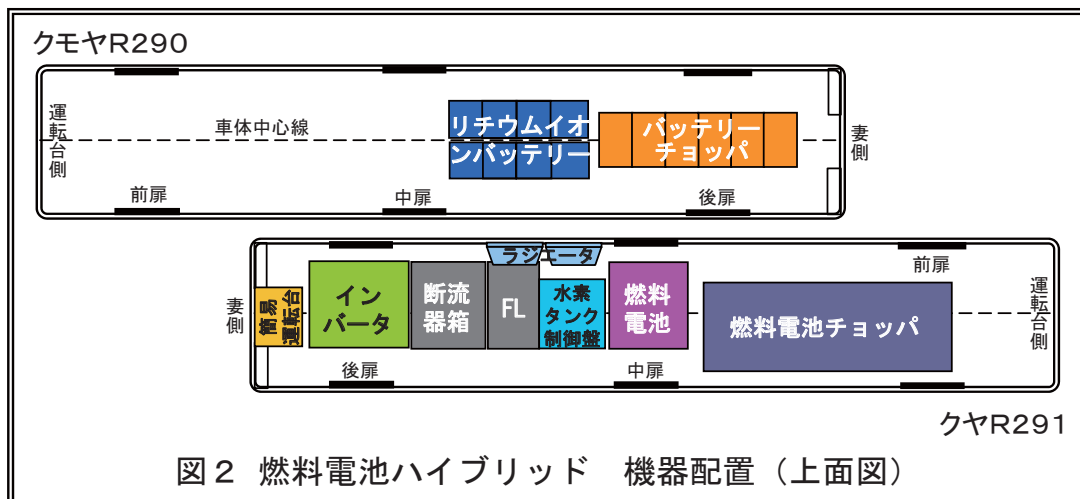 クモヤR290
運転台側
車体中心線
リチウムイオ
ンバッテリー
バッテリー
チョッパ
妻側
前扉
中扉
後扉
妻側
簡易
運転台
イン
バータ
断流
器箱
FL
ラジエータ
水素
タンク
制御盤
燃料
電池
燃料電池チョッパ
前扉
運転台側
後扉
中扉
クヤR291
図2 燃料電池ハイブリッド 機器配置（上面図）